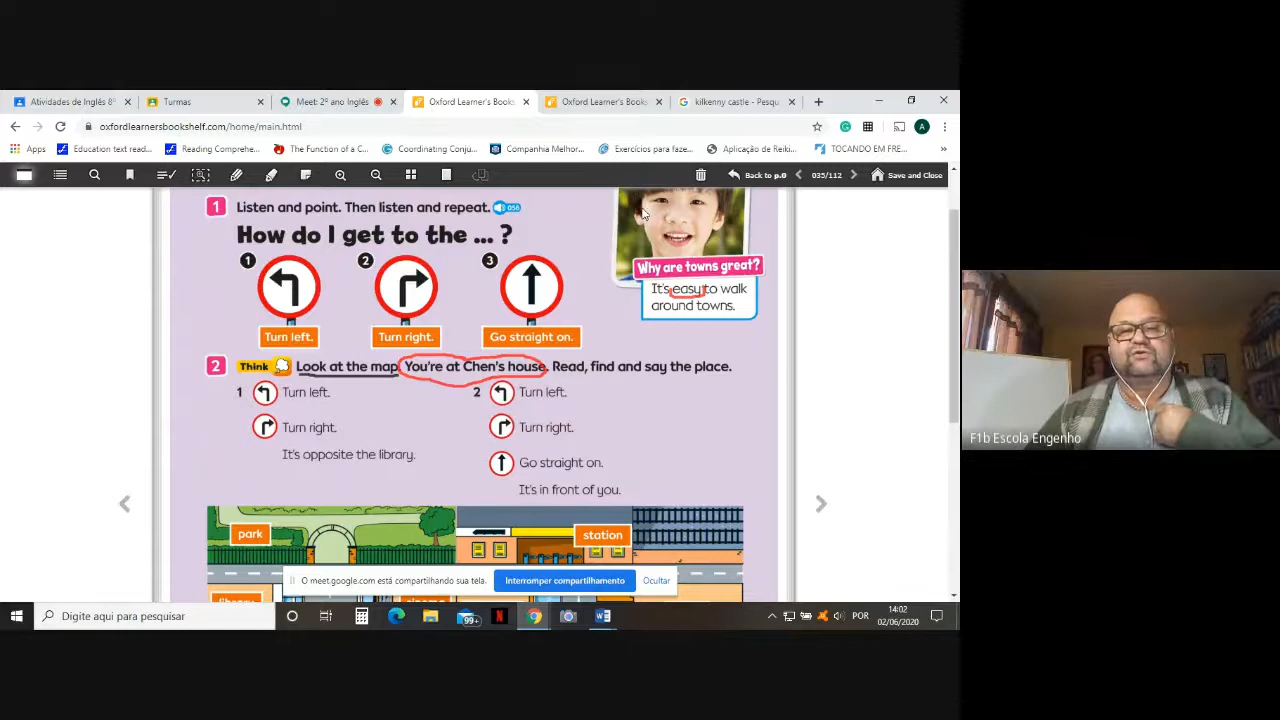 Atividades de Inglês 8º
Turmas
Meet: 2º ano Inglês
Oxford Learner's Books
Oxford Learner's Books
kilkenny castle - Pesqu
oxfordlearnersbookshelf.com/home/main.html
A
Apps
Education text read...
Reading Comprehe...
The Function of a C...
Coordinating Conju...
Companhia Melhor...
Exercícios para faze...
Aplicação de Reiki...
TOCANDO EM FRE...
Back to p.0
035/112
Save and Close
1 Listen and point. Then listen and repeat. 056
How do I get to the ... ?
1
2
3
Turn left.
Turn right.
Go straight on.
Why are towns great?
It's easy to walk
around towns.
2 Think Look at the map. You're at Chen's house. Read, find and say the place.
1 Turn left.
Turn right.
It's opposite the library.
2 Turn left.
Turn right.
Go straight on.
It's in front of you.
park
station
O meet.google.com está compartilhando sua tela.
Interromper compartilhamento
Ocultar
Digite aqui para pesquisar
99+
N
W
POR
14:02
02/06/2020
F1b Escola Engenho